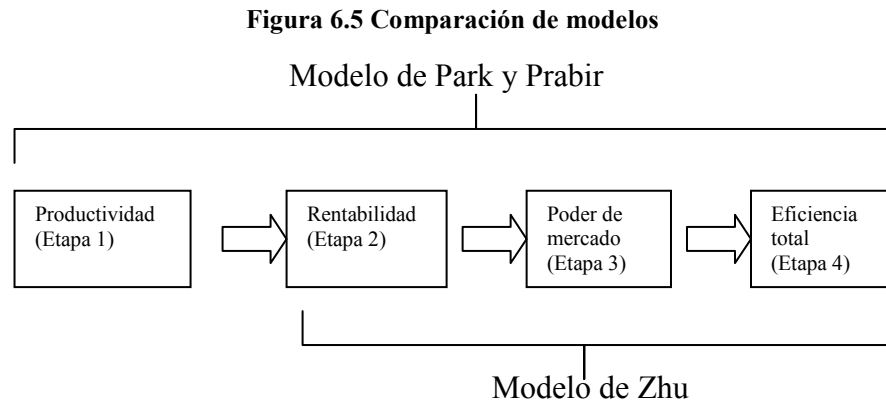 Figura 6.5 Comparación de modelos
Modelo de Park y Prabir
Productividad
(Etapa 1)
Rentabilidad
(Etapa 2)
Poder de
mercado
(Etapa 3)
Eficiencia
total
(Etapa 4)
Modelo de Zhu